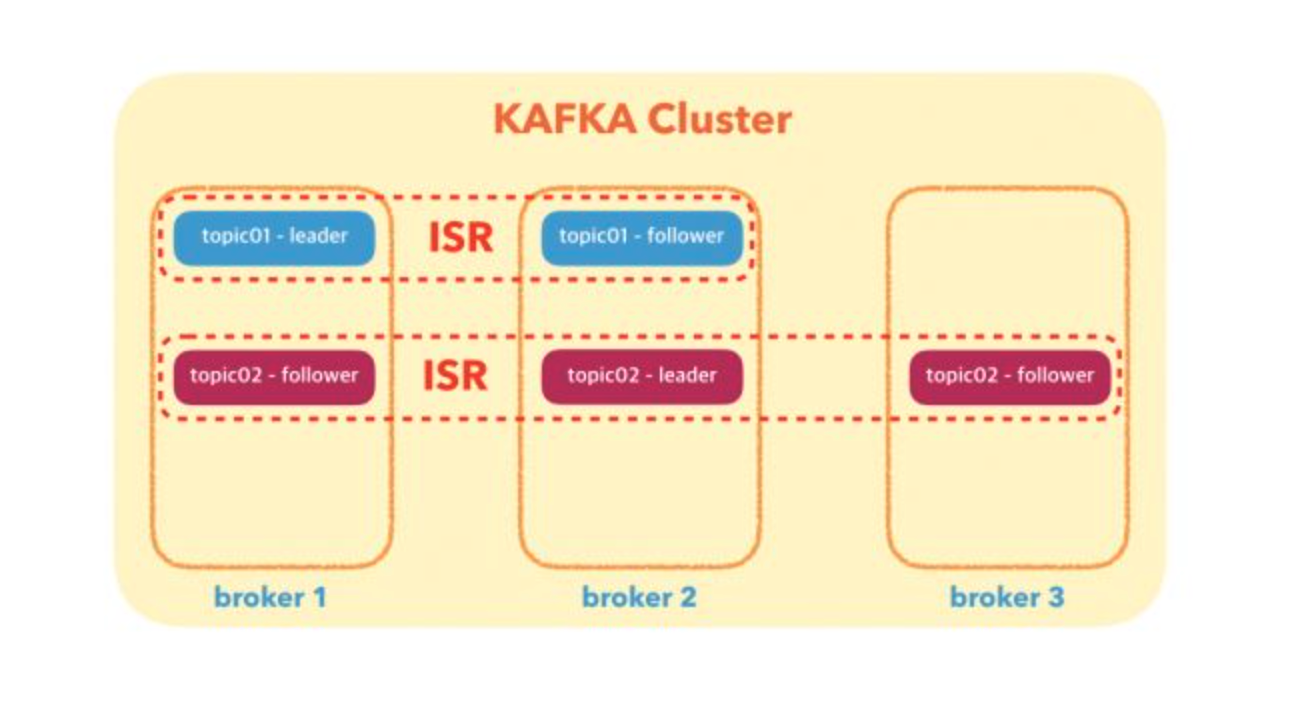 KAFKA Cluster
topic01 - leader
ISR
topic01 - follower
topic02 - follower
ISR
topic02 - leader
topic02 - follower
broker 1
broker 2
broker 3